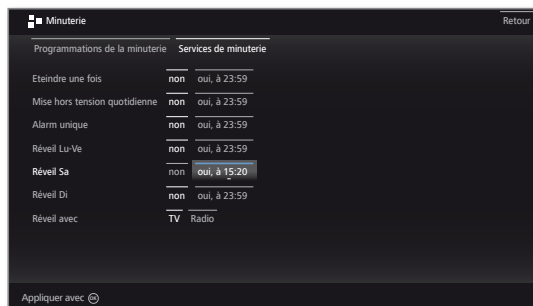 Minuterie
Retour
Programmations de la minuterie Services de minuterie
Eteindre une fois non oui, à 23:59
Mise hors tension quotidienne non oui, à 23:59
Alarm unique non oui, à 23:59
Réveil Lu-Ve non oui, à 23:59
Réveil Sa non oui, à 15:20
Réveil Di non oui, à 23:59
Réveil avec TV Radio
Appliquer avec OK